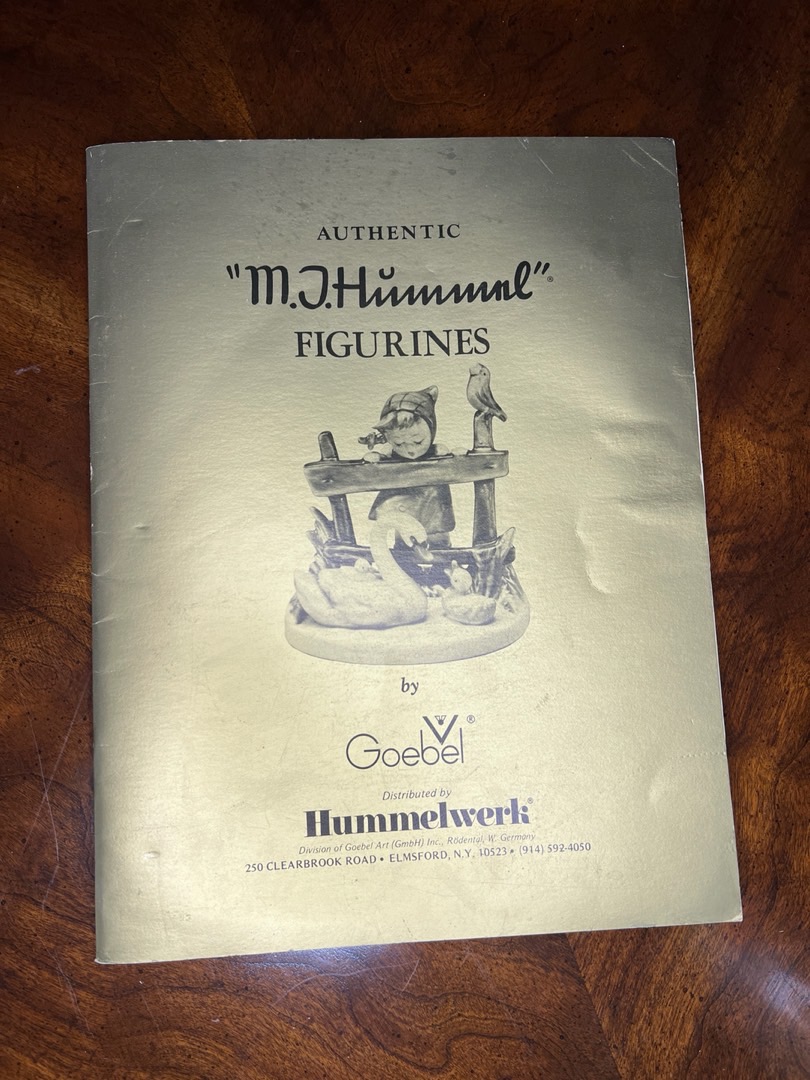 AUTHENTIC
"M.J.Hummel"®
FIGURINES
by
Goebel ®
Distributed by
Hummelwerk®
Division of Goebel Art (GmbH) Inc., Rödental, W. Germany
250 CLEARBROOK ROAD • ELMSFORD, N.Y. 10523 • (914) 592-4050